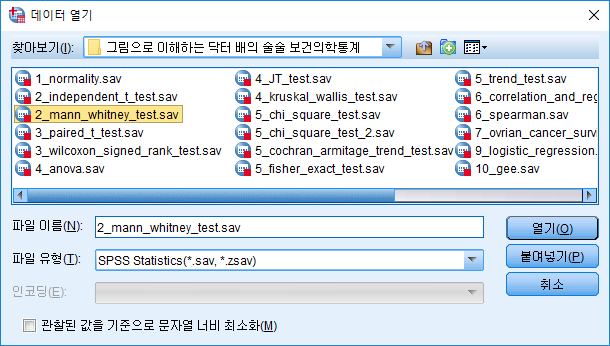 데이터 열기
찾아보기(I): 그림으로 이해하는 닥터 배의 술술 보건의학통계
1_normality.sav
2_independent_t_test.sav
2_mann_whitney_test.sav
3_paired_t_test.sav
3_wilcoxon_signed_rank_test.sav
4_anova.sav
4_JT_test.sav
4_kruskal_wallis_test.sav
5_chi_square_test.sav
5_chi_square_test_2.sav
5_cochran_armitage_trend_test.sav
5_fisher_exact_test.sav
5_trend_test.sav
6_correlation_and_reg
6_spearman.sav
7_ovrian_cancer_survi
9_logistic_regression.
10_gee.sav
파일 이름(N): 2_mann_whitney_test.sav
열기(O)
파일 유형(T): SPSS Statistics(*.sav, *.zsav)
붙여넣기(P)
인코딩(E):
취소
관찰된 값을 기준으로 문자열 너비 최소화(M)